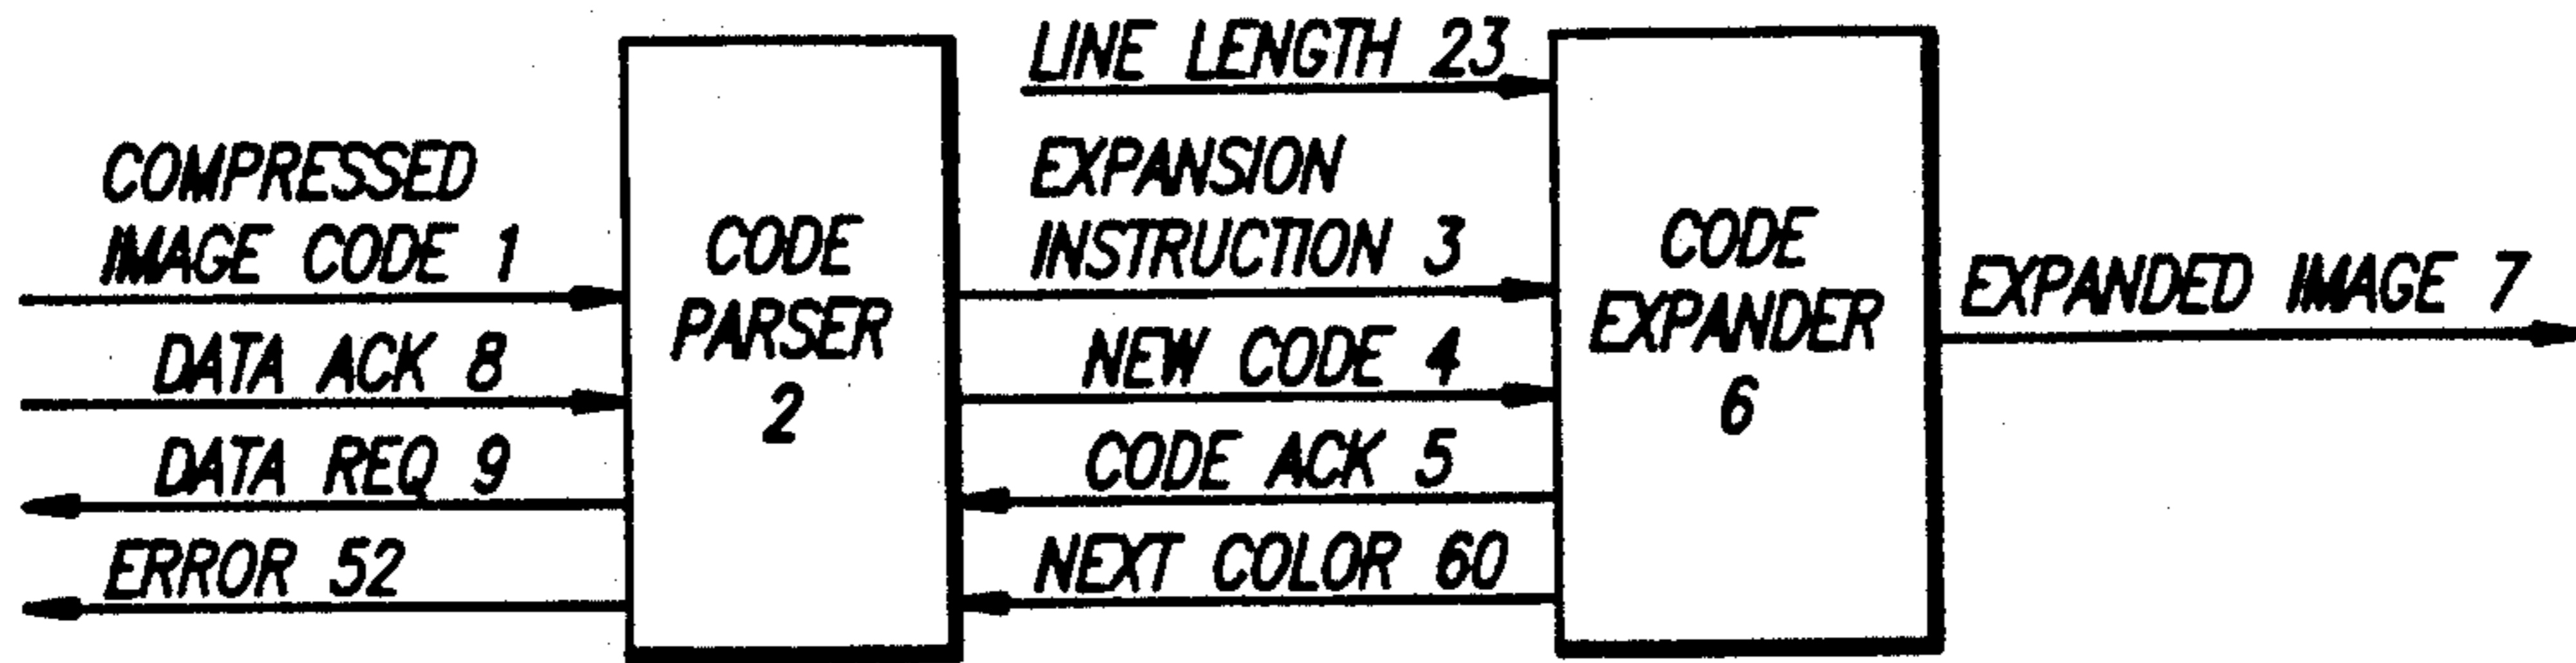 COMPRESSED
IMAGE CODE 1
DATA ACK 8
DATA REQ 9
ERROR 52
CODE
PARSER
2
LINE LENGTH 23
EXPANSION
INSTRUCTION 3
NEW CODE 4
CODE ACK 5
NEXT COLOR 60
CODE
EXPANDER
6
EXPANDED IMAGE 7